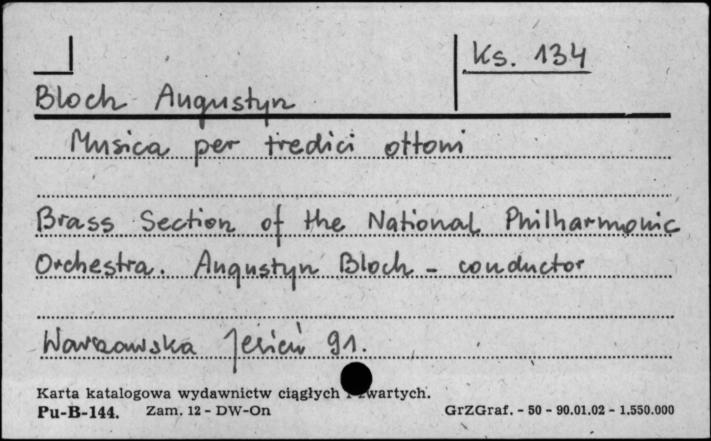 Ks. 134
Bloch Augustyn
Musica per tredici ottoni
Brass Section of the National Philharmonic
Orchestra. Augustyn Bloch - conductor
Warszawska Jesień 91.
Karta katalogowa wydawnictw ciągłych i zwartych.
Pu-B-144. Zam. 12 - DW-On GrZGraf. - 50 - 90.01.02 - 1.550.000